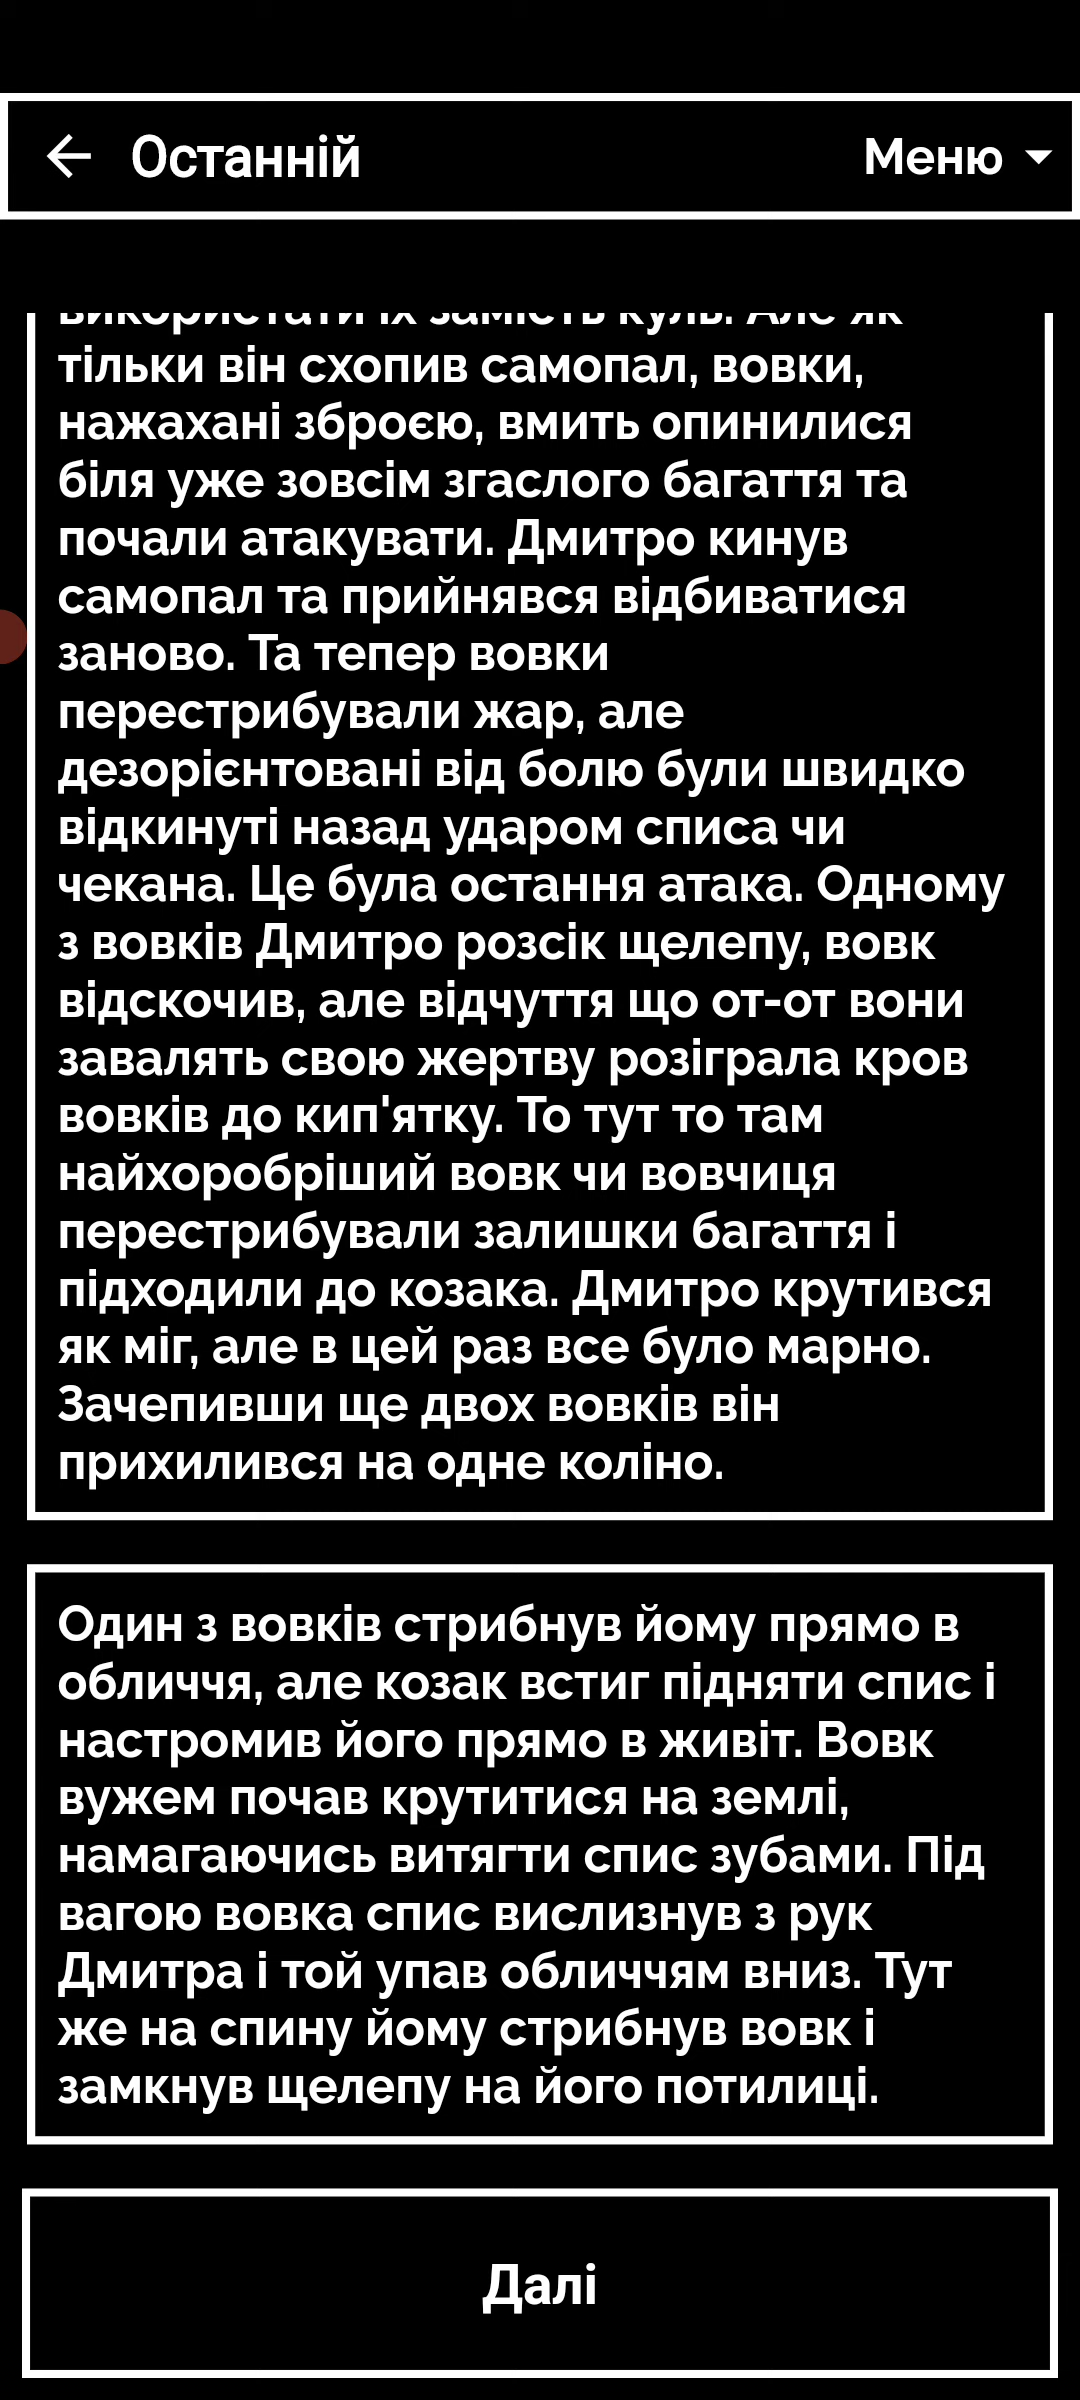 Останній
Меню
використати їх замість куль. Але як
тільки він схопив самопал, вовки,
нажахані зброєю, вмить опинилися
біля уже зовсім згаслого багаття та
почали атакувати. Дмитро кинув
самопал та прийнявся відбиватися
заново. Та тепер вовки
перестрибували жар, але
дезорієнтовані від болю були швидко
відкинуті назад ударом списа чи
чекана. Це була остання атака. Одному
з вовків Дмитро розсік щелепу, вовк
відскочив, але відчуття що от-от вони
завалять свою жертву розіграла кров
вовків до кип'ятку. То тут то там
найхоробріший вовк чи вовчиця
перестрибували залишки багаття і
підходили до козака. Дмитро крутився
як міг, але в цей раз все було марно.
Зачепивши ще двох вовків він
прихилився на одне коліно.
Один з вовків стрибнув йому прямо в
обличчя, але козак встиг підняти спис і
настромив його прямо в живіт. Вовк
вужем почав крутитися на землі,
намагаючись витягти спис зубами. Під
вагою вовка спис вислизнув з рук
Дмитра і той упав обличчям вниз. Тут
же на спину йому стрибнув вовк і
замкнув щелепу на його потилиці.
Далі